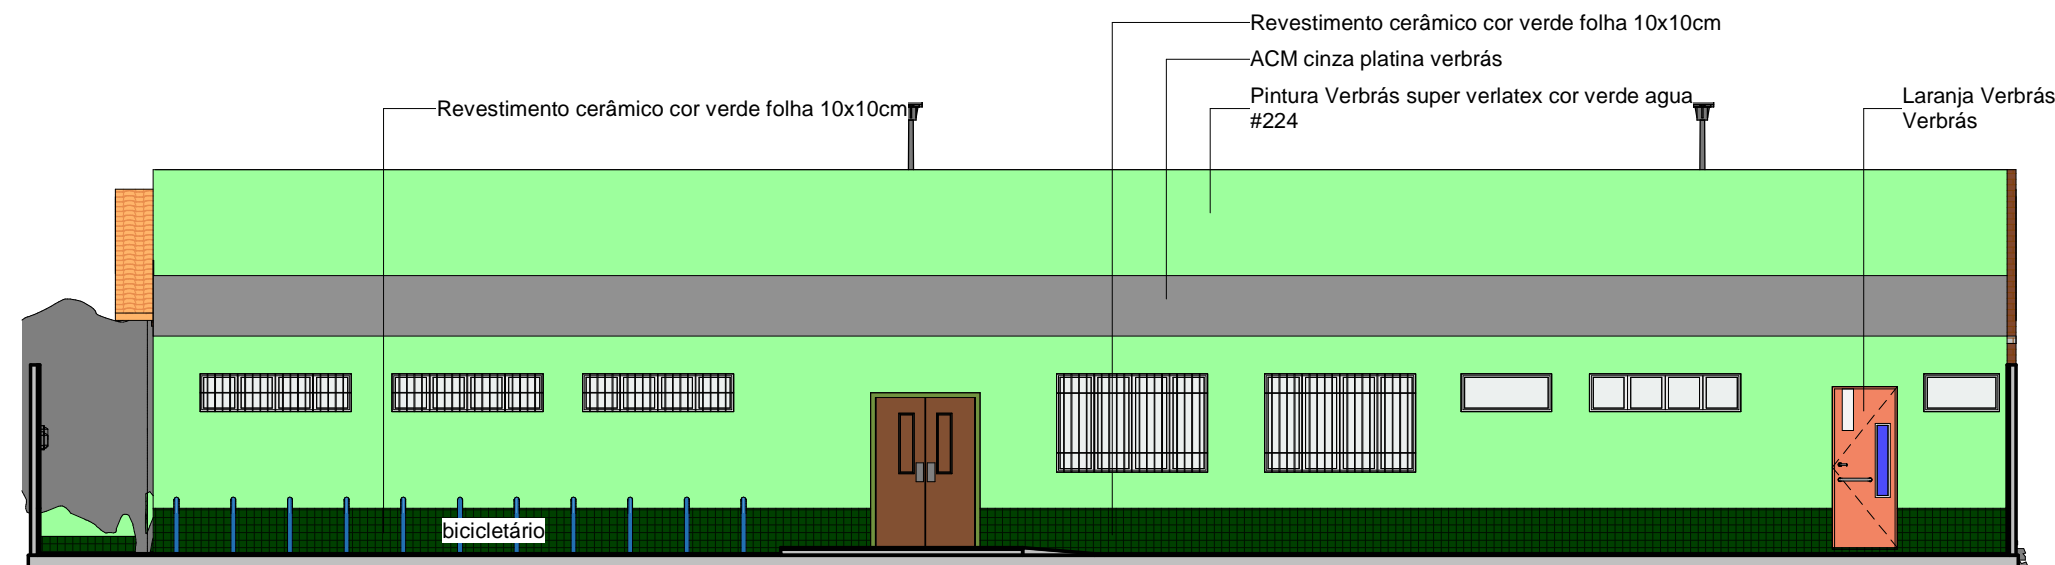 Revestimento cerâmico cor verde folha 10x10cm
ACM cinza platina verbrás
Pintura Verbrás super verlatex cor verde agua
#224
Laranja Verbrás
Verbrás
Revestimento cerâmico cor verde folha 10x10cm
bicicletário